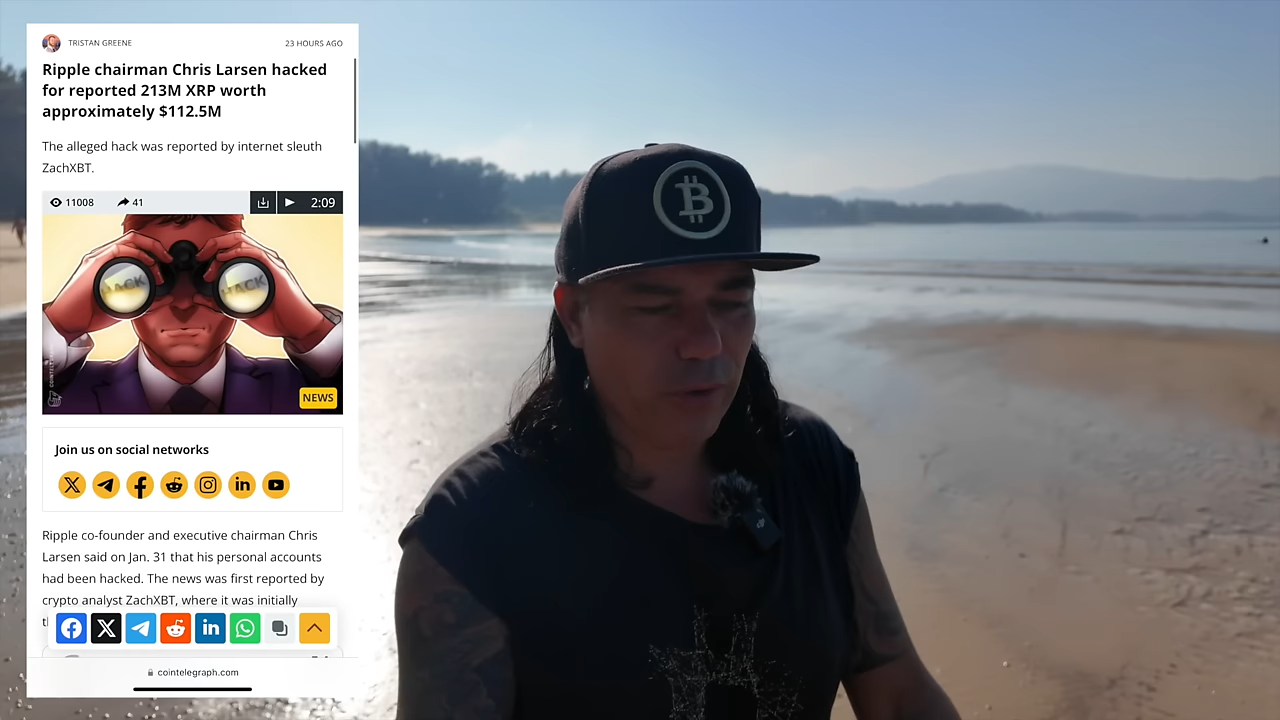 TRISTAN GREENE
23 HOURS AGO
Ripple chairman Chris Larsen hacked
for reported 213M XRP worth
approximately $112.5M
The alleged hack was reported by internet sleuth
ZachXBT.
11008
41
2:09
HACK
HACK
NEWS
Join us on social networks
Ripple co-founder and executive chairman Chris
Larsen said on Jan. 31 that his personal accounts
had been hacked. The news was first reported by
crypto analyst ZachXBT, where it was initially
cointelegraph.com